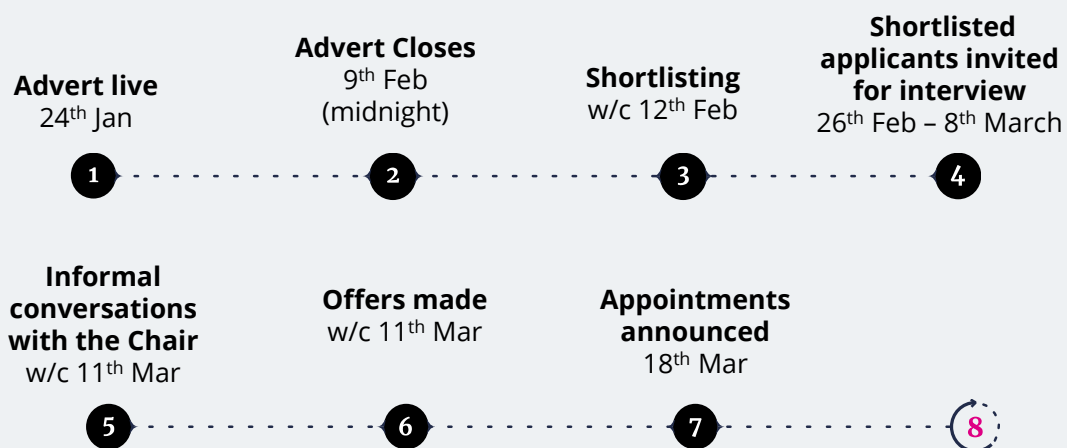 Advert live
24th Jan
Advert Closes
9th Feb
(midnight)
Shortlisting
w/c 12th Feb
Shortlisted
applicants invited
for interview
26th Feb – 8th March
1
2
3
4
Informal
conversations
with the Chair
w/c 11th Mar
Offers made
w/c 11th Mar
Appointments
announced
18th Mar
5
6
7
8